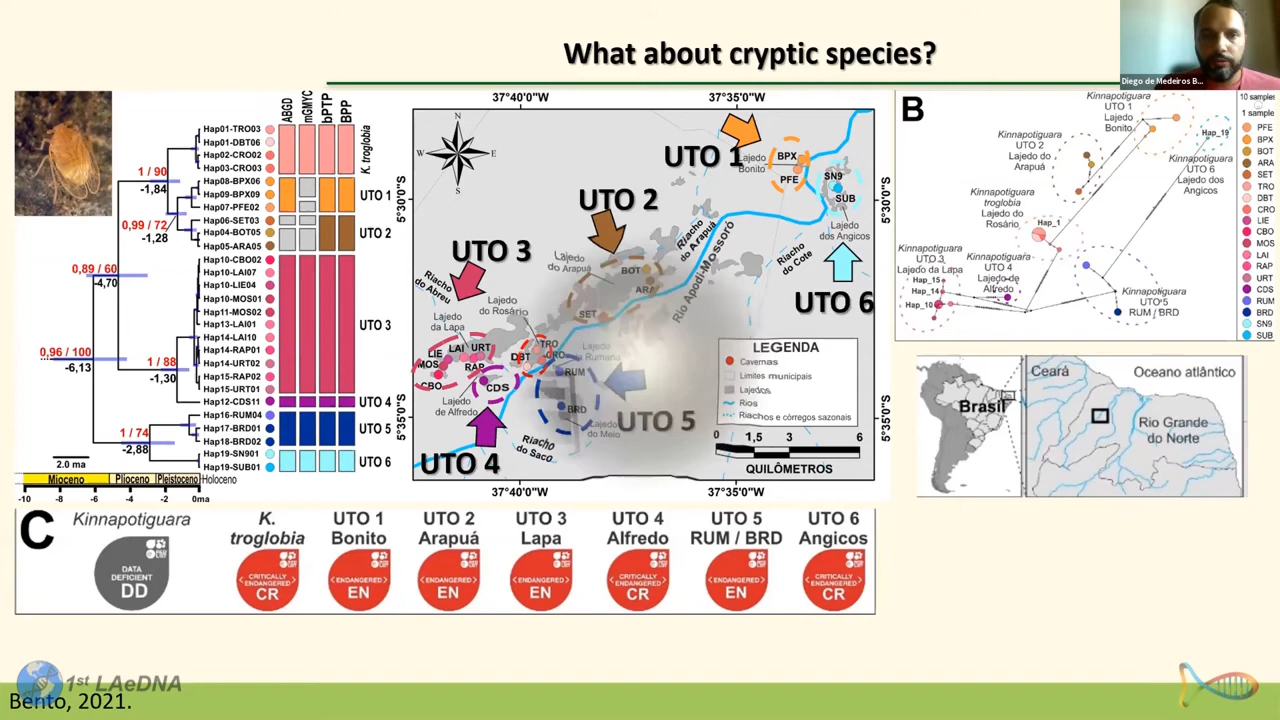 What about cryptic species?
Diego de Medeiros B...
ABGD
mGMYC
bPTP
BPP
Hap01-TRO03
Hap01-DBT06
Hap02-CRO02
Hap03-CRO03
Hap08-BPX06
Hap09-BPX09
Hap07-PFE02
Hap06-SET03
Hap04-BOT05
Hap05-ARA05
Hap10-CBO02
Hap10-LAI07
Hap10-LIE04
Hap10-MOS01
Hap11-MOS02
Hap13-LAI01
Hap14-LAI10
Hap14-RAP01
Hap14-URT02
Hap15-RAP02
Hap15-URT01
Hap12-CDS11
Hap16-RUM04
Hap17-BRD01
Hap18-BRD02
Hap19-SN901
Hap19-SUB01
K. troglobia
UTO 1
UTO 2
UTO 3
UTO 4
UTO 5
UTO 6
1 / 90
-1,84
0,99 / 72
-1,28
0,89 / 60
-4,70
0,96 / 100
-6,13
1 / 88
-1,30
1 / 74
-2,88
2.0 ma
Mioceno
Plioceno
Pleistoceno
Holoceno
-10 -8 -6 -4 -2 0ma
37°40'0"W
37°35'0"W
N
W
E
S
5°30'0"S
5°35'0"S
5°30'0"S
5°35'0"S
UTO 1
Lajedo
Bonito
BPX
PFE
SN9
SUB
Lajedo
dos Angicos
UTO 6
UTO 2
Lajedo
do Arapuá
BOT
ARA
SET
Riacho
do Arapuá
Rio Apodi-Mossoró
Riacho
do Cote
UTO 3
Riacho
do Abreu
Lajedo
do Rosário
Lajedo
da Lapa
LIE
LAI
URT
MOS
RAP
CBO
DBT
TRO
CRO
CDS
Lajedo
de Alfredo
UTO 4
Lajedo
da Rumana
RUM
BRD
Lajedo
do Meio
UTO 5
Riacho
do Saco
LEGENDA
Cavernas
Limites municipais
Lajedos
Rios
Riachos e córregos sazonais
0 1,5 3 6
QUILÔMETROS
37°40'0"W
37°35'0"W
B
Kinnapotiguara
UTO 1
Lajedo
Bonito
Hap_19
Kinnapotiguara
UTO 2
Lajedo do
Arapuá
Kinnapotiguara
UTO 6
Lajedo dos
Angicos
Kinnapotiguara
troglobia
Lajedo do
Rosário
Hap_1
Kinnapotiguara
UTO 3
Lajedo da Lapa
Hap_15
Hap_14
Hap_10
UTO 4
Lajedo de
Alfredo
Kinnapotiguara
UTO 5
RUM / BRD
10 samples
1 sample
PFE
BPX
BOT
ARA
SET
TRO
DBT
CRO
LIE
CBO
MOS
LAI
RAP
URT
CDS
RUM
BRD
SN9
SUB
Brasil
Ceará
Oceano atlântico
Rio Grande
do Norte
C
Kinnapotiguara
DATA
DEFICIENT
DD
K.
troglobia
CRITICALLY
ENDANGERED
CR
UTO 1
Bonito
ENDANGERED
EN
UTO 2
Arapuá
ENDANGERED
EN
UTO 3
Lapa
ENDANGERED
EN
UTO 4
Alfredo
CRITICALLY
ENDANGERED
CR
UTO 5
RUM / BRD
ENDANGERED
EN
UTO 6
Angicos
CRITICALLY
ENDANGERED
CR
1st LAeDNA
Bento, 2021.